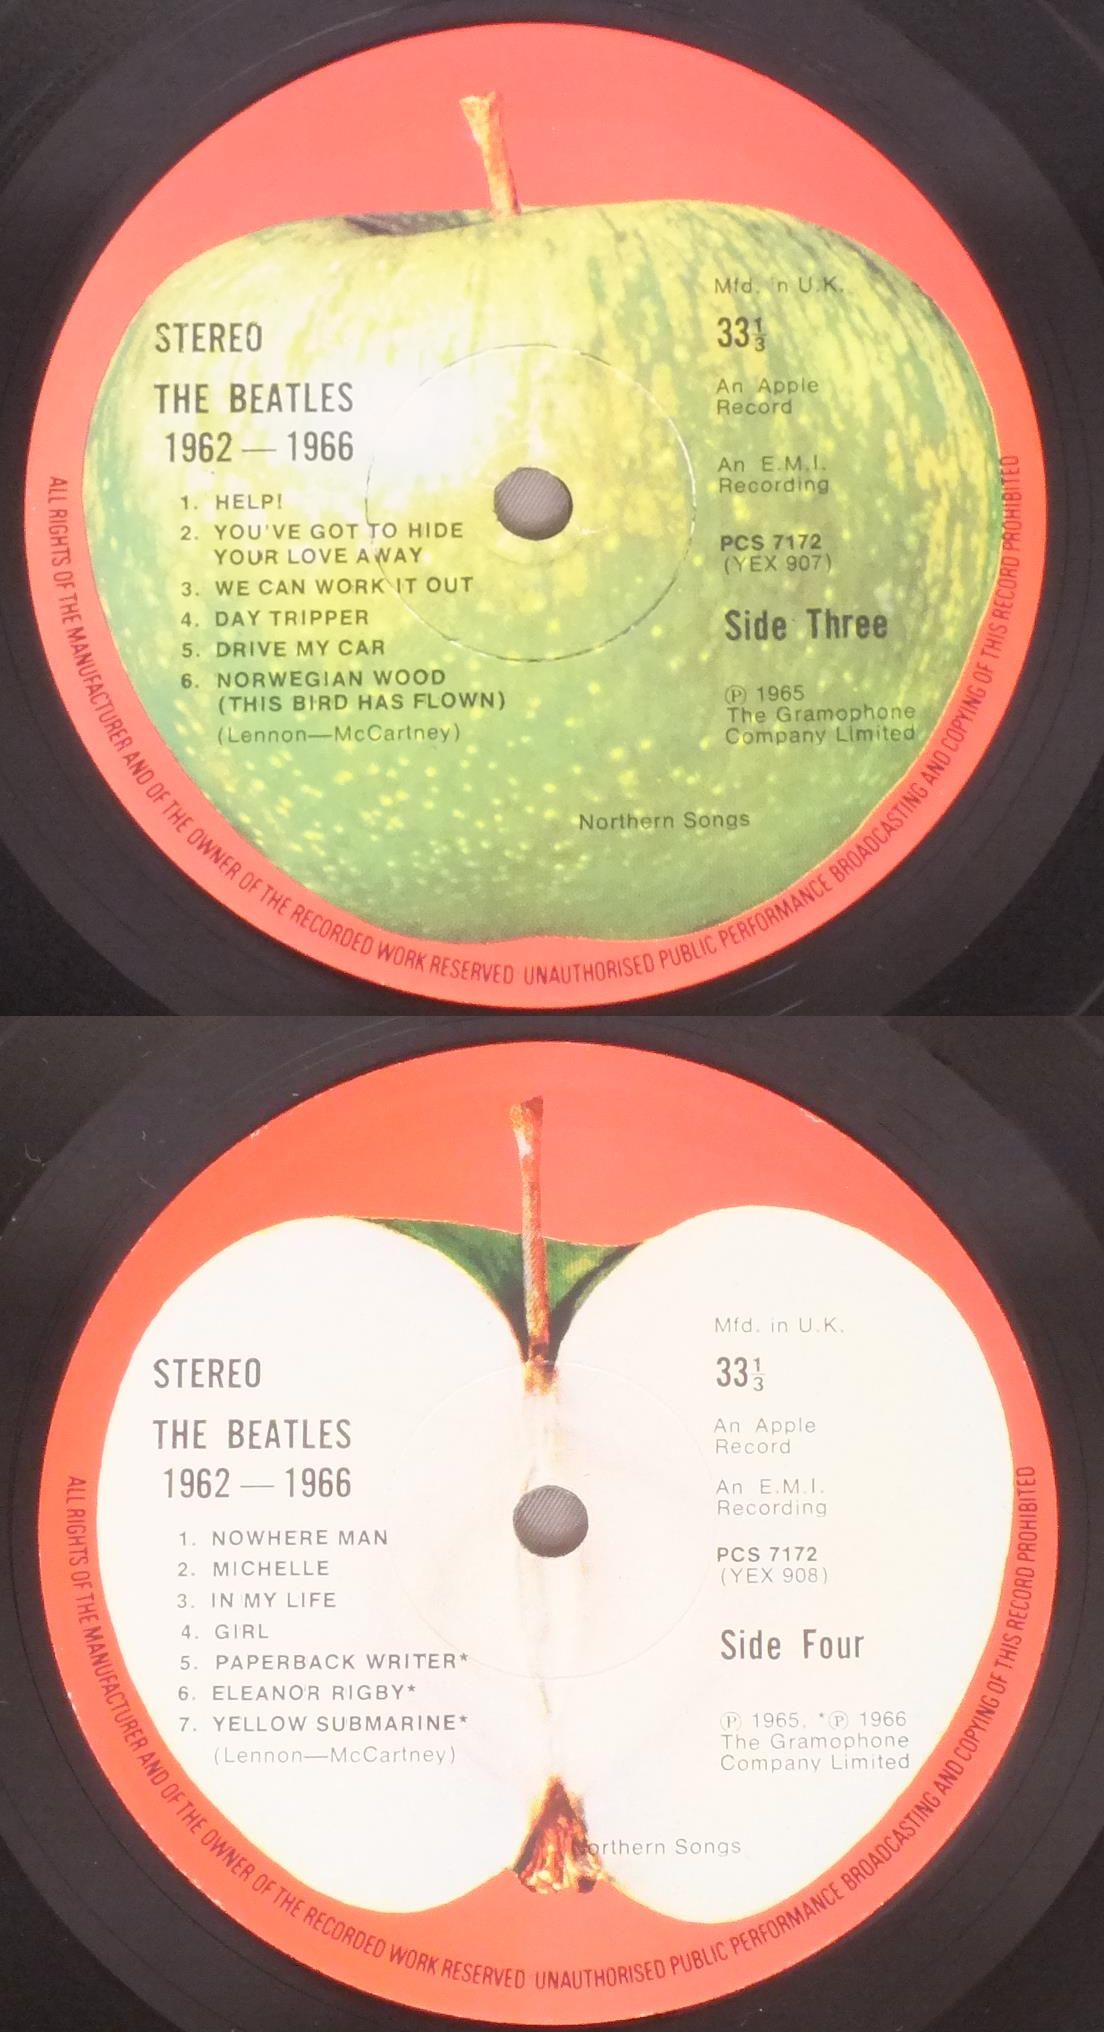 STEREO
THE BEATLES
1962 — 1966
1. HELP!
2. YOU'VE GOT TO HIDE
YOUR LOVE AWAY
3. WE CAN WORK IT OUT
4. DAY TRIPPER
5. DRIVE MY CAR
6. NORWEGIAN WOOD
(THIS BIRD HAS FLOWN)
(Lennon—McCartney)
Mfd. in U.K.
33⅓
An Apple
Record
An E.M.I.
Recording
PCS 7172
(YEX 907)
Side Three
℗ 1965
The Gramophone
Company Limited
Northern Songs
ALL RIGHTS OF THE MANUFACTURER AND OF THE OWNER OF THE RECORDED WORK RESERVED UNAUTHORISED PUBLIC PERFORMANCE BROADCASTING AND COPYING OF THIS RECORD PROHIBITED
STEREO
THE BEATLES
1962 — 1966
1. NOWHERE MAN
2. MICHELLE
3. IN MY LIFE
4. GIRL
5. PAPERBACK WRITER*
6. ELEANOR RIGBY*
7. YELLOW SUBMARINE*
(Lennon—McCartney)
Mfd. in U.K.
33⅓
An Apple
Record
An E.M.I.
Recording
PCS 7172
(YEX 908)
Side Four
℗ 1965, *℗ 1966
The Gramophone
Company Limited
Northern Songs
ALL RIGHTS OF THE MANUFACTURER AND OF THE OWNER OF THE RECORDED WORK RESERVED UNAUTHORISED PUBLIC PERFORMANCE BROADCASTING AND COPYING OF THIS RECORD PROHIBITED